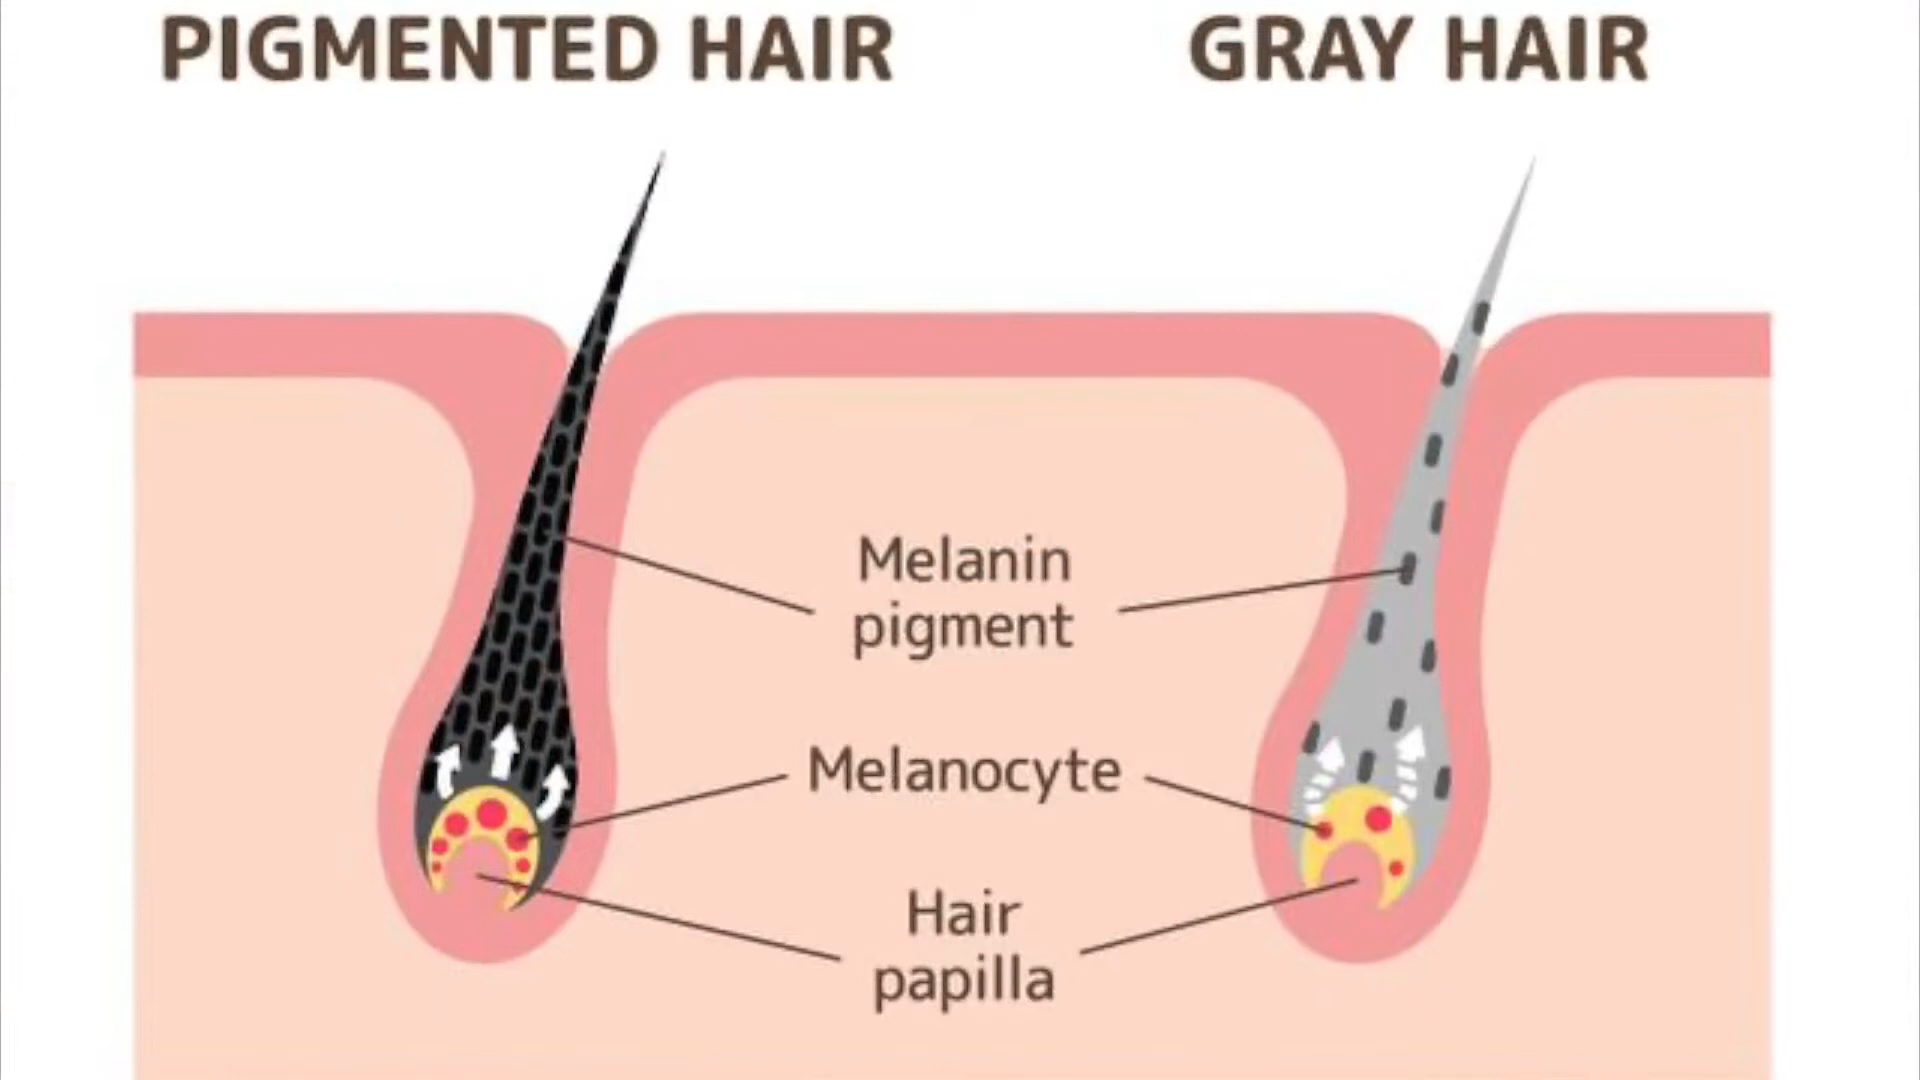 PIGMENTED HAIR
GRAY HAIR
Melanin
pigment
Melanocyte
Hair
papilla